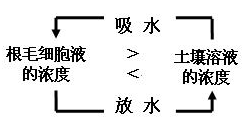 吸 水
根毛细胞液
的浓度
>
<
土壤溶液
的浓度
放 水